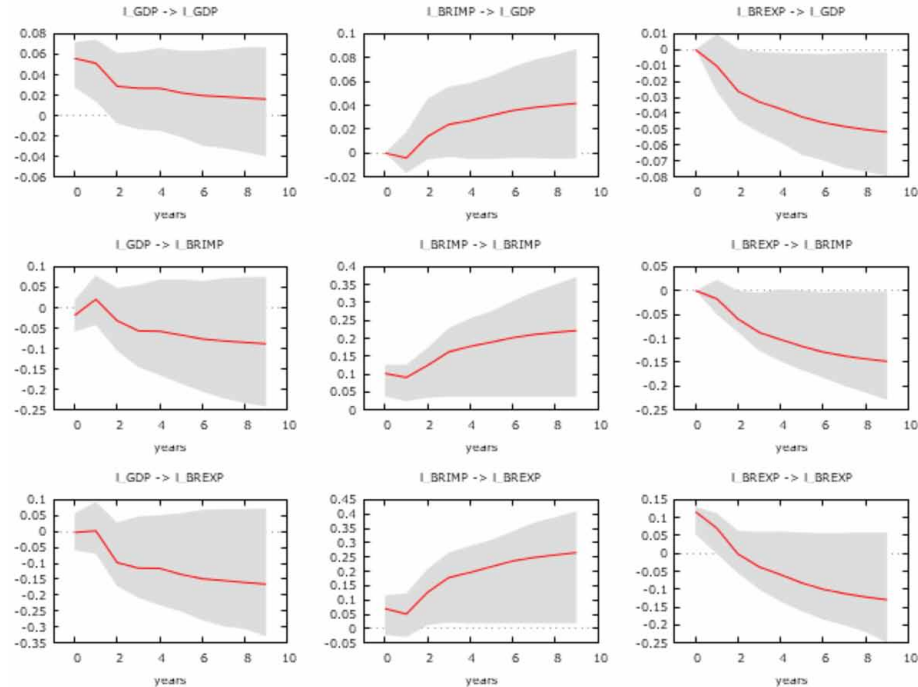 l_GDP -> l_GDP
0.08
0.06
0.04
0.02
0
-0.02
-0.04
-0.06
0 2 4 6 8 10
years
l_BRIMP -> l_GDP
0.1
0.08
0.06
0.04
0.02
0
-0.02
0 2 4 6 8 10
years
l_BREXP -> l_GDP
0.01
0
-0.01
-0.02
-0.03
-0.04
-0.05
-0.06
-0.07
-0.08
0 2 4 6 8 10
years
l_GDP -> l_BRIMP
0.1
0.05
0
-0.05
-0.1
-0.15
-0.2
-0.25
0 2 4 6 8 10
years
l_BRIMP -> l_BRIMP
0.4
0.35
0.3
0.25
0.2
0.15
0.1
0.05
0
0 2 4 6 8 10
years
l_BREXP -> l_BRIMP
0.05
0
-0.05
-0.1
-0.15
-0.2
-0.25
0 2 4 6 8 10
years
l_GDP -> l_BREXP
0.1
0.05
0
-0.05
-0.1
-0.15
-0.2
-0.25
-0.3
-0.35
0 2 4 6 8 10
years
l_BRIMP -> l_BREXP
0.45
0.4
0.35
0.3
0.25
0.2
0.15
0.1
0.05
0
-0.05
0 2 4 6 8 10
years
l_BREXP -> l_BREXP
0.15
0.1
0.05
0
-0.05
-0.1
-0.15
-0.2
-0.25
0 2 4 6 8 10
years